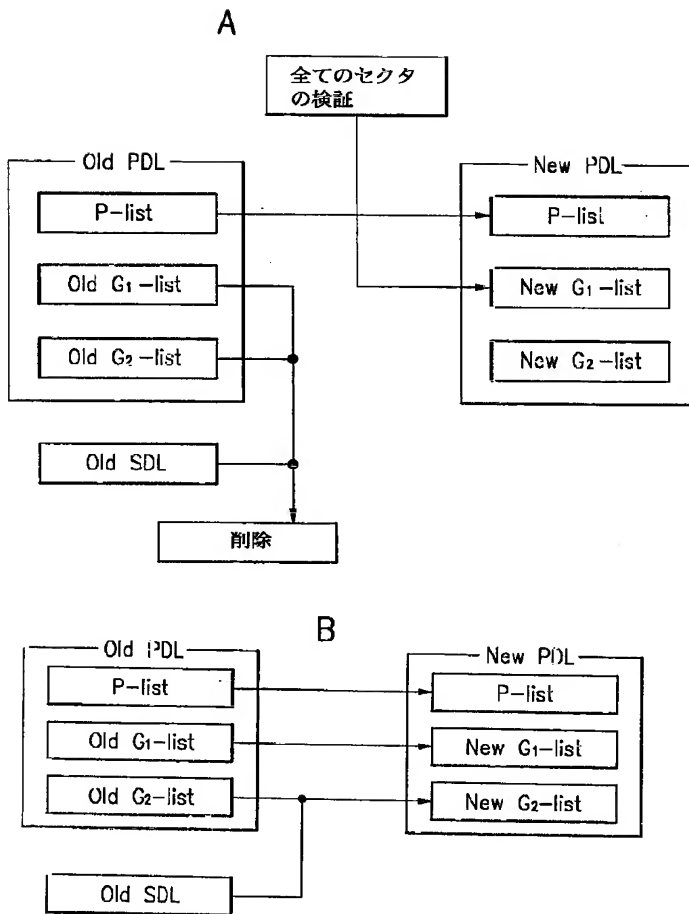 A
全てのセクタ
の検証
Old PDL
New PDL
P-list
P-list
Old G₁-list
New G₁-list
Old G₂-list
New G₂-list
Old SDL
削除
B
Old PDL
New PDL
P-list
P-list
Old G₁-list
New G₁-list
Old G₂-list
New G₂-list
Old SDL